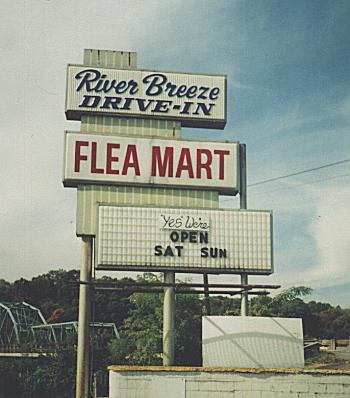 River Breeze
DRIVE-IN
FLEA MART
"Yes" We're
OPEN
SAT SUN